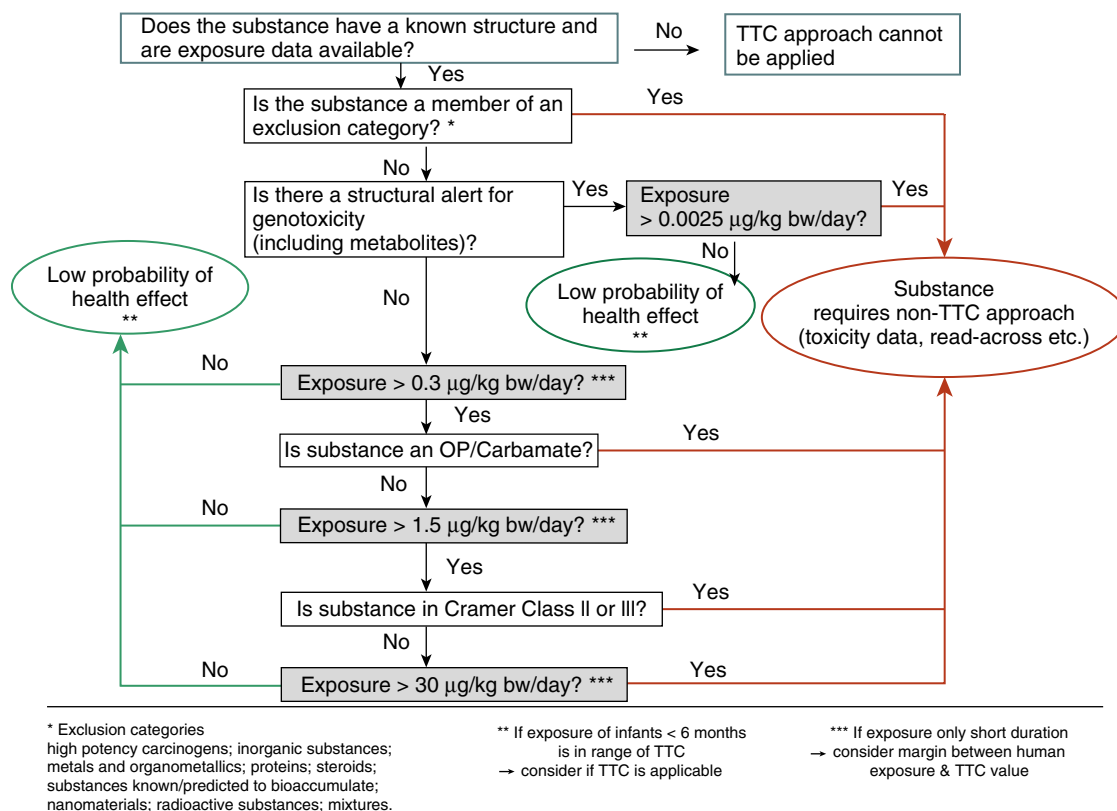 Does the substance have a known structure and
are exposure data available?
No
TTC approach cannot
be applied
Yes
Is the substance a member of an
exclusion category? *
Yes
No
Is there a structural alert for
genotoxicity
(including metabolites)?
Yes
Exposure
> 0.0025 μg/kg bw/day?
Yes
No
Low probability of
health effect
**
No
Low probability of
health effect
**
Substance
requires non-TTC approach
(toxicity data, read-across etc.)
Exposure > 0.3 μg/kg bw/day? ***
No
Yes
Is substance an OP/Carbamate?
Yes
No
Exposure > 1.5 μg/kg bw/day? ***
No
Yes
Is substance in Cramer Class II or III?
Yes
No
Exposure > 30 μg/kg bw/day? ***
No
Yes
* Exclusion categories
high potency carcinogens; inorganic substances;
metals and organometallics; proteins; steroids;
substances known/predicted to bioaccumulate;
nanomaterials; radioactive substances; mixtures.
** If exposure of infants < 6 months
is in range of TTC
→ consider if TTC is applicable
*** If exposure only short duration
→ consider margin between human
exposure & TTC value